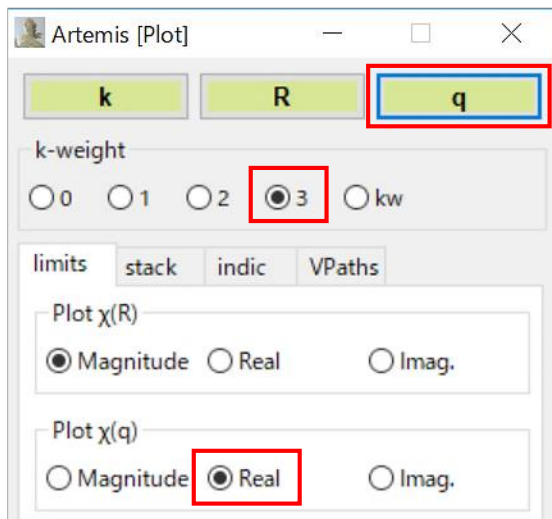 Artemis [Plot]
k R q
k-weight
0 1 2 3 kw
limits stack indic VPaths
Plot χ(R)
Magnitude Real Imag.
Plot χ(q)
Magnitude Real Imag.